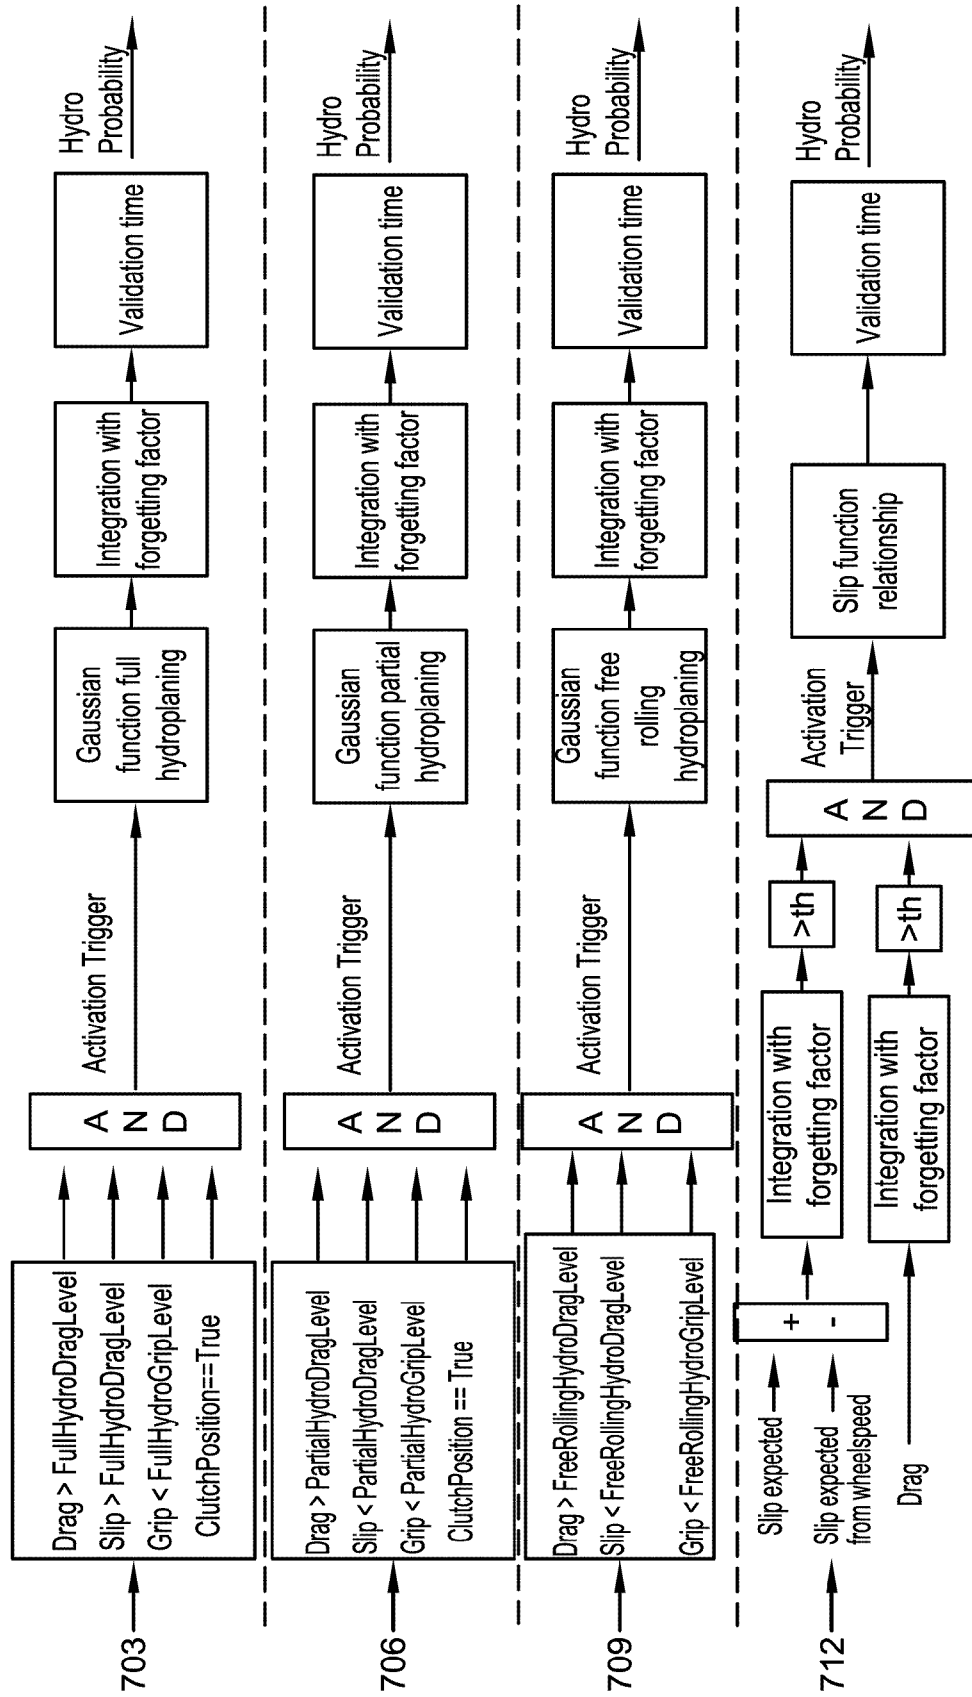 703
Drag > FullHydroDragLevel
Slip > FullHydroDragLevel
Grip < FullHydroGripLevel
ClutchPosition==True
A
N
D
Activation Trigger
Gaussian
function full
hydroplaning
Integration with
forgetting factor
Validation time
Hydro
Probability
706
Drag > PartialHydroDragLevel
Slip < PartialHydroDragLevel
Grip < PartialHydroGripLevel
ClutchPosition == True
A
N
D
Activation Trigger
Gaussian
function partial
hydroplaning
Integration with
forgetting factor
Validation time
Hydro
Probability
709
Drag > FreeRollingHydroDragLevel
Slip < FreeRollingHydroDragLevel
Grip < FreeRollingHydroGripLevel
A
N
D
Activation Trigger
Gaussian
function free
rolling
hydroplaning
Integration with
forgetting factor
Validation time
Hydro
Probability
712
Slip expected
Slip expected
from wheelspeed
Drag
+
-
Integration with
forgetting factor
Integration with
forgetting factor
>th
>th
A
N
D
Activation
Trigger
Slip function
relationship
Validation time
Hydro
Probability